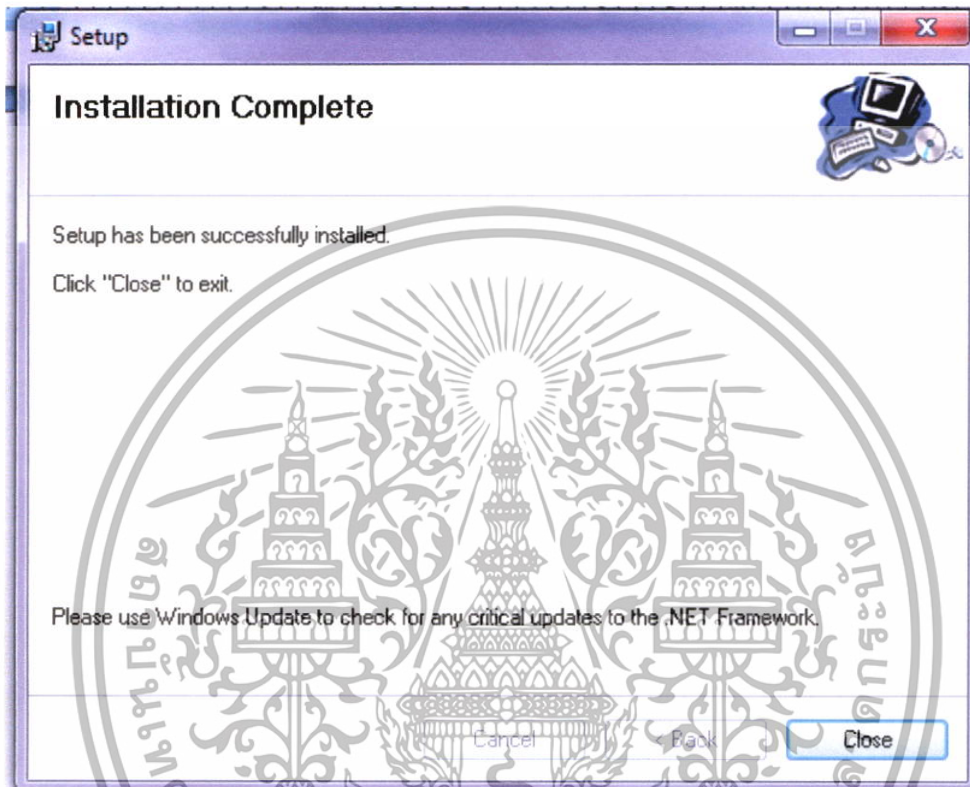 Setup
Installation Complete
Setup has been successfully installed.
Click "Close" to exit.
Please use Windows Update to check for any critical updates to the .NET Framework.
Cancel
< Back
Close